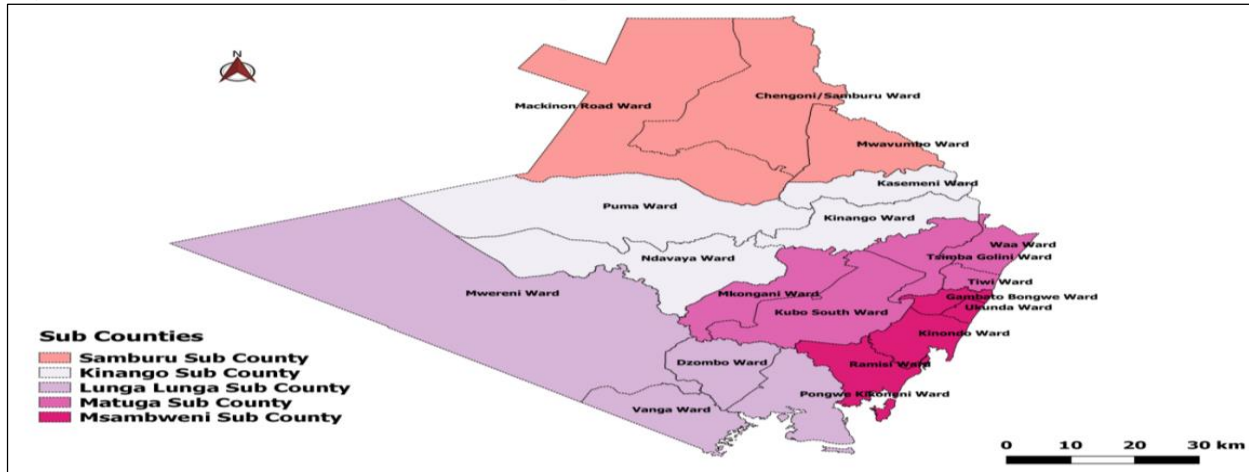 N
Mackinon Road Ward
Chengoni/Samburu Ward
Mwavumbo Ward
Kasemeni Ward
Puma Ward
Kinango Ward
Waa Ward
Ndavaya Ward
Tsimba Golini Ward
Tiwi Ward
Mwereni Ward
Mkongani Ward
Gambato Bongwe Ward
Ukunda Ward
Kubo South Ward
Kinondo Ward
Dzombo Ward
Ramisi Ward
Pongwe Kikoneni Ward
Vanga Ward
Sub Counties
Samburu Sub County
Kinango Sub County
Lunga Lunga Sub County
Matuga Sub County
Msambweni Sub County
0 10 20 30 km